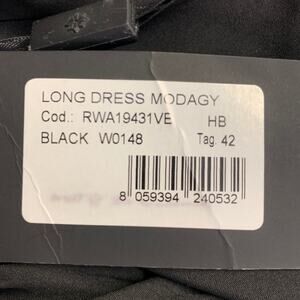 LONG DRESS MODAGY
Cod.: RWA19431VE HB
BLACK W0148 Tag. 42
8 059394 240532